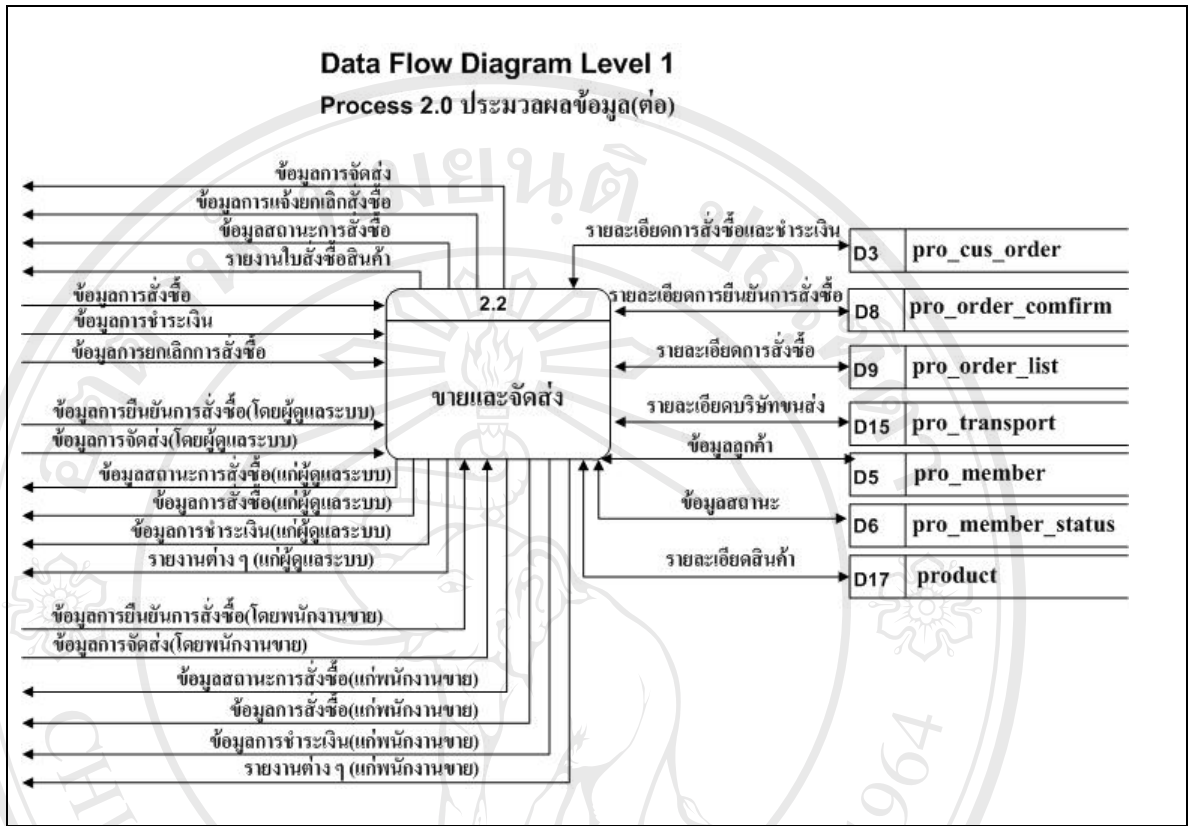 Data Flow Diagram Level 1
Process 2.0 ประมวลผลข้อมูล(ต่อ)
ข้อมูลการจัดส่ง
ข้อมูลการแจ้งยกเลิกสั่งซื้อ
ข้อมูลสถานะการสั่งซื้อ
รายงานใบสั่งซื้อสินค้า
ข้อมูลการสั่งซื้อ
ข้อมูลการชำระเงิน
ข้อมูลการยกเลิกการสั่งซื้อ
ข้อมูลการยืนยันการสั่งซื้อ(โดยผู้ดูแลระบบ)
ข้อมูลการจัดส่ง(โดยผู้ดูแลระบบ)
ข้อมูลสถานะการสั่งซื้อ(แก่ผู้ดูแลระบบ)
ข้อมูลการสั่งซื้อ(แก่ผู้ดูแลระบบ)
ข้อมูลการชำระเงิน(แก่ผู้ดูแลระบบ)
รายงานต่าง ๆ (แก่ผู้ดูแลระบบ)
ข้อมูลการยืนยันการสั่งซื้อ(โดยพนักงานขาย)
ข้อมูลการจัดส่ง(โดยพนักงานขาย)
ข้อมูลสถานะการสั่งซื้อ(แก่พนักงานขาย)
ข้อมูลการสั่งซื้อ(แก่พนักงานขาย)
ข้อมูลการชำระเงิน(แก่พนักงานขาย)
รายงานต่าง ๆ (แก่พนักงานขาย)
2.2
ขายและจัดส่ง
รายละเอียดการสั่งซื้อและชำระเงิน
D3 pro_cus_order
รายละเอียดการยืนยันการสั่งซื้อ
D8 pro_order_comfirm
รายละเอียดการสั่งซื้อ
D9 pro_order_list
รายละเอียดบริษัทขนส่ง
D15 pro_transport
ข้อมูลลูกค้า
D5 pro_member
ข้อมูลสถานะ
D6 pro_member_status
รายละเอียดสินค้า
D17 product
1964